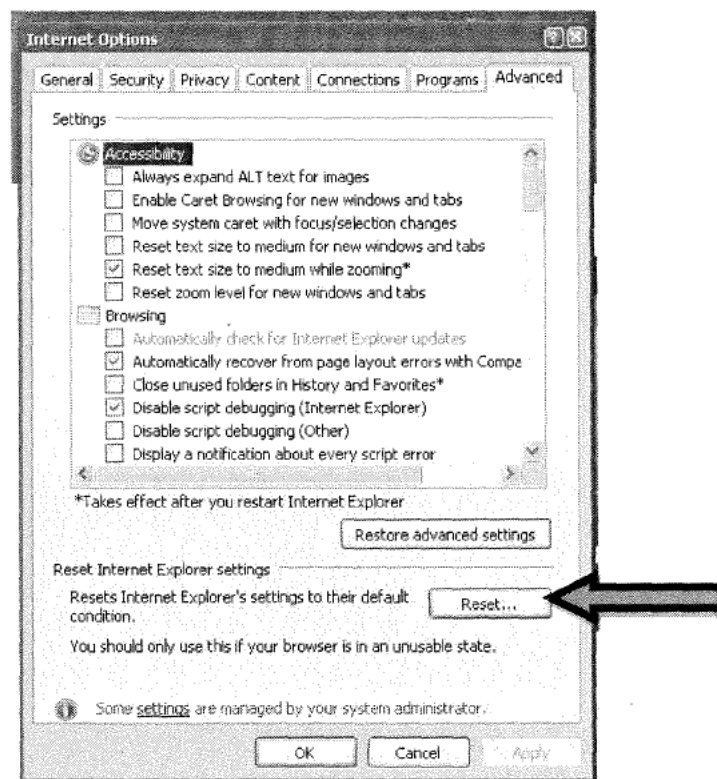 Internet Options
General Security Privacy Content Connections Programs Advanced
Settings
Accessibility
Always expand ALT text for images
Enable Caret Browsing for new windows and tabs
Move system caret with focus/selection changes
Reset text size to medium for new windows and tabs
Reset text size to medium while zooming*
Reset zoom level for new windows and tabs
Browsing
Automatically check for Internet Explorer updates
Automatically recover from page layout errors with Compa
Close unused folders in History and Favorites*
Disable script debugging (Internet Explorer)
Disable script debugging (Other)
Display a notification about every script error
*Takes effect after you restart Internet Explorer
Restore advanced settings
Reset Internet Explorer settings
Resets Internet Explorer's settings to their default
condition.
Reset...
You should only use this if your browser is in an unusable state.
Some settings are managed by your system administrator.
OK Cancel Apply